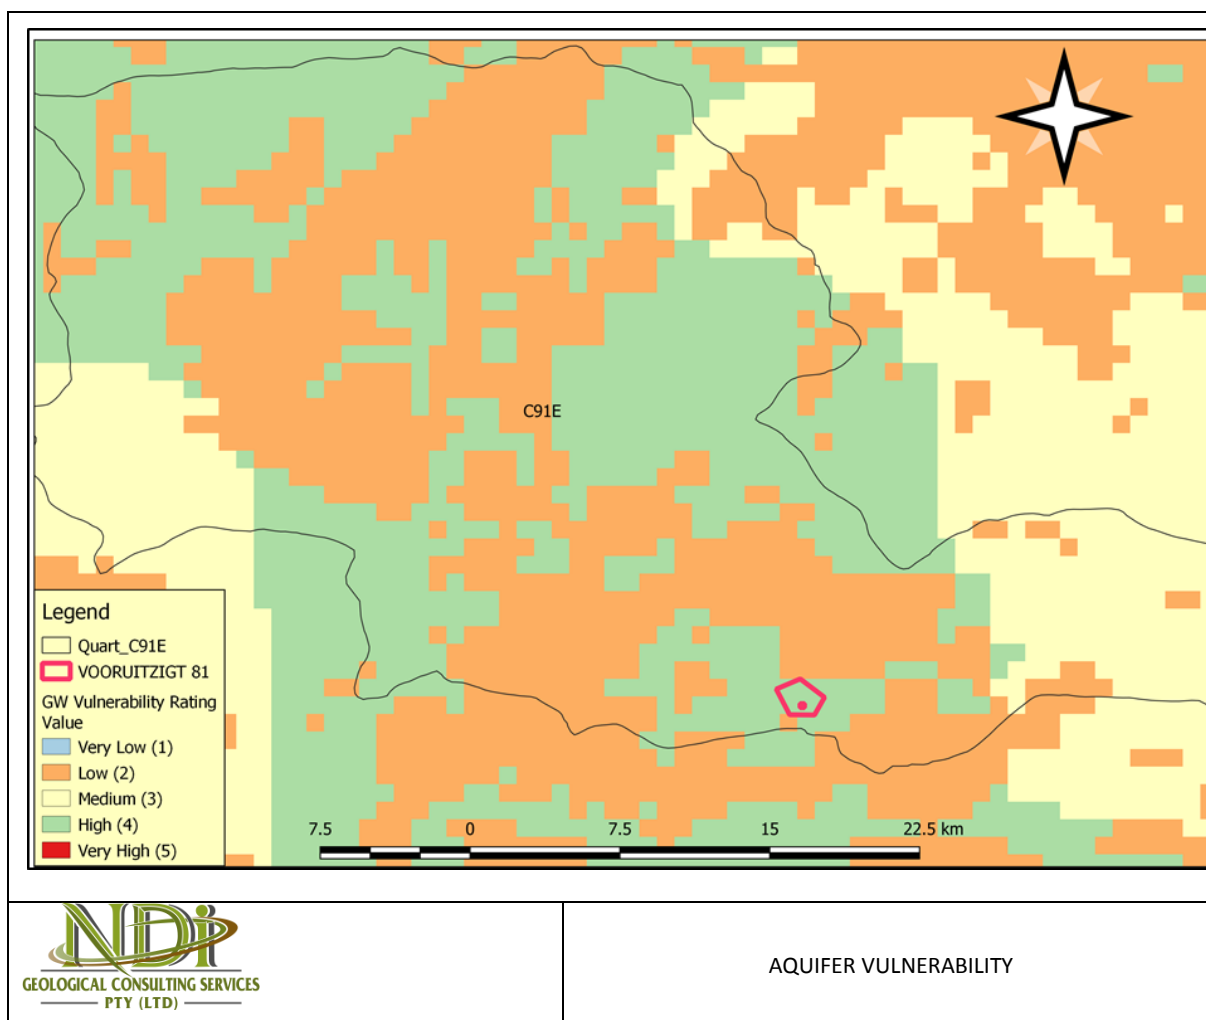 C91E
Legend
Quart_C91E
VOORUITZIGT 81
GW Vulnerability Rating
Value
Very Low (1)
Low (2)
Medium (3)
High (4)
Very High (5)
7.5 0 7.5 15 22.5 km
NDi
GEOLOGICAL CONSULTING SERVICES
PTY (LTD)
AQUIFER VULNERABILITY